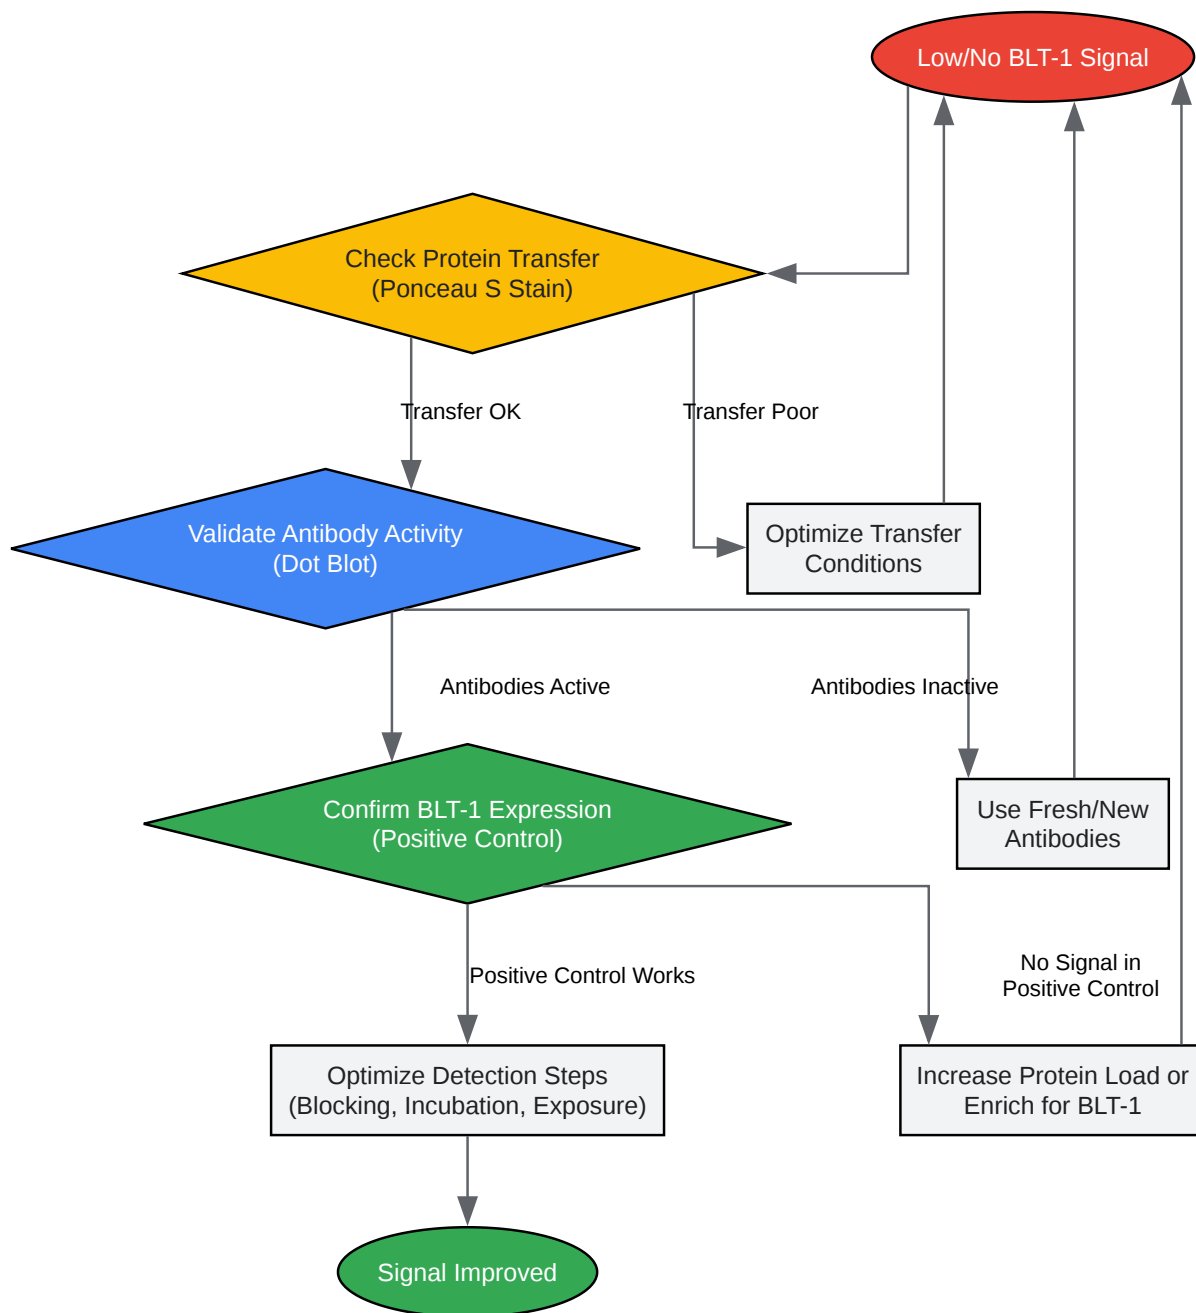 Low/No BLT-1 Signal
Check Protein Transfer
(Ponceau S Stain)
Transfer OK
Transfer Poor
Validate Antibody Activity
(Dot Blot)
Optimize Transfer
Conditions
Antibodies Active
Antibodies Inactive
Confirm BLT-1 Expression
(Positive Control)
Use Fresh/New
Antibodies
Positive Control Works
No Signal in
Positive Control
Optimize Detection Steps
(Blocking, Incubation, Exposure)
Increase Protein Load or
Enrich for BLT-1
Signal Improved